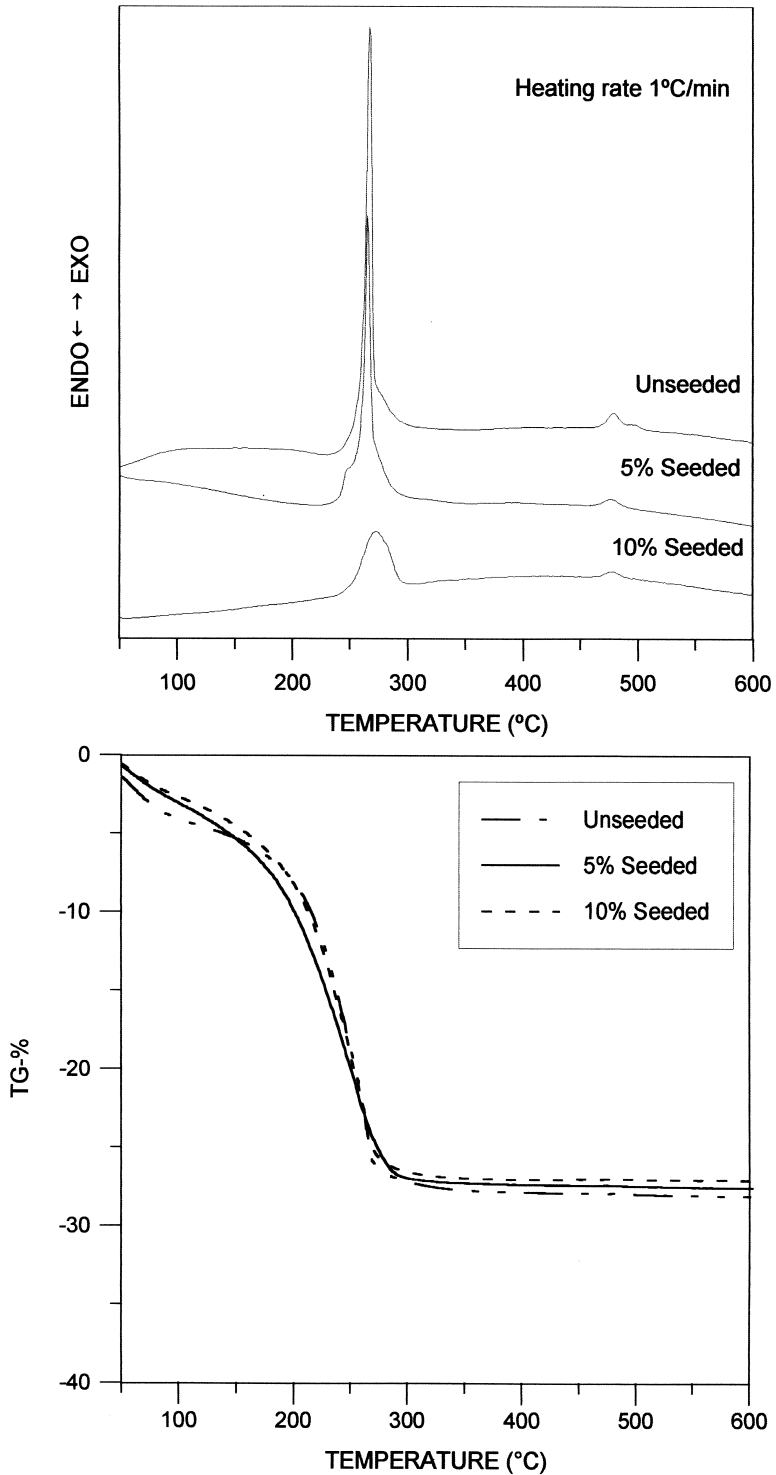 Heating rate 1ºC/min
ENDO ← → EXO
Unseeded
5% Seeded
10% Seeded
100 200 300 400 500 600
TEMPERATURE (ºC)
0
-10
-20
-30
-40
TG-%
Unseeded
5% Seeded
10% Seeded
100 200 300 400 500 600
TEMPERATURE (°C)